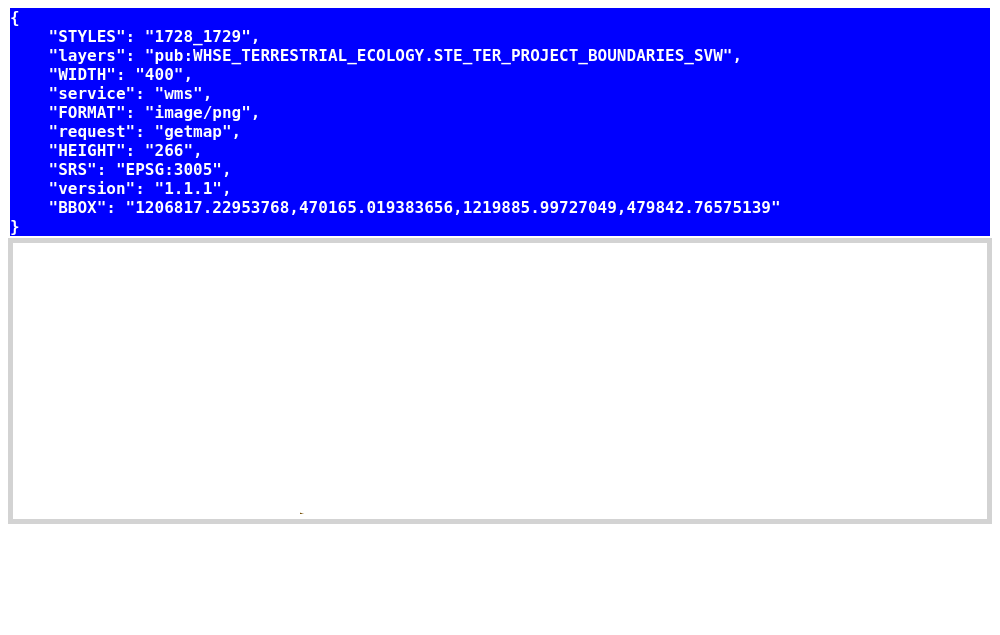 {
"STYLES": "1728_1729",
"layers": "pub:WHSE_TERRESTRIAL_ECOLOGY.STE_TER_PROJECT_BOUNDARIES_SVW",
"WIDTH": "400",
"service": "wms",
"FORMAT": "image/png",
"request": "getmap",
"HEIGHT": "266",
"SRS": "EPSG:3005",
"version": "1.1.1",
"BBOX": "1206817.22953768,470165.019383656,1219885.99727049,479842.76575139"
}